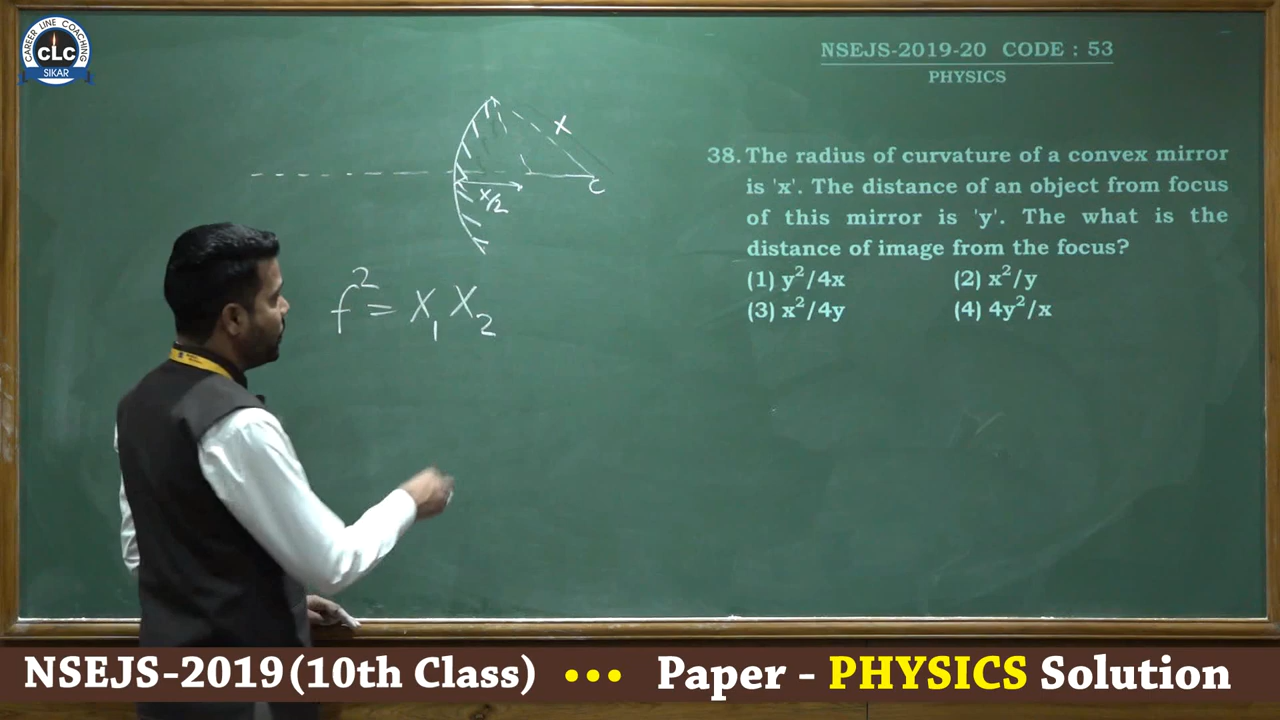 CAREER LINE COACHING
CLC
SIKAR
NSEJS-2019-20 CODE : 53
PHYSICS
x
C
x/2
f² = X₁ X₂
38. The radius of curvature of a convex mirror
is 'x'. The distance of an object from focus
of this mirror is 'y'. The what is the
distance of image from the focus?
(1) y²/4x (2) x²/y
(3) x²/4y (4) 4y²/x
NSEJS-2019(10th Class) ••• Paper - PHYSICS Solution